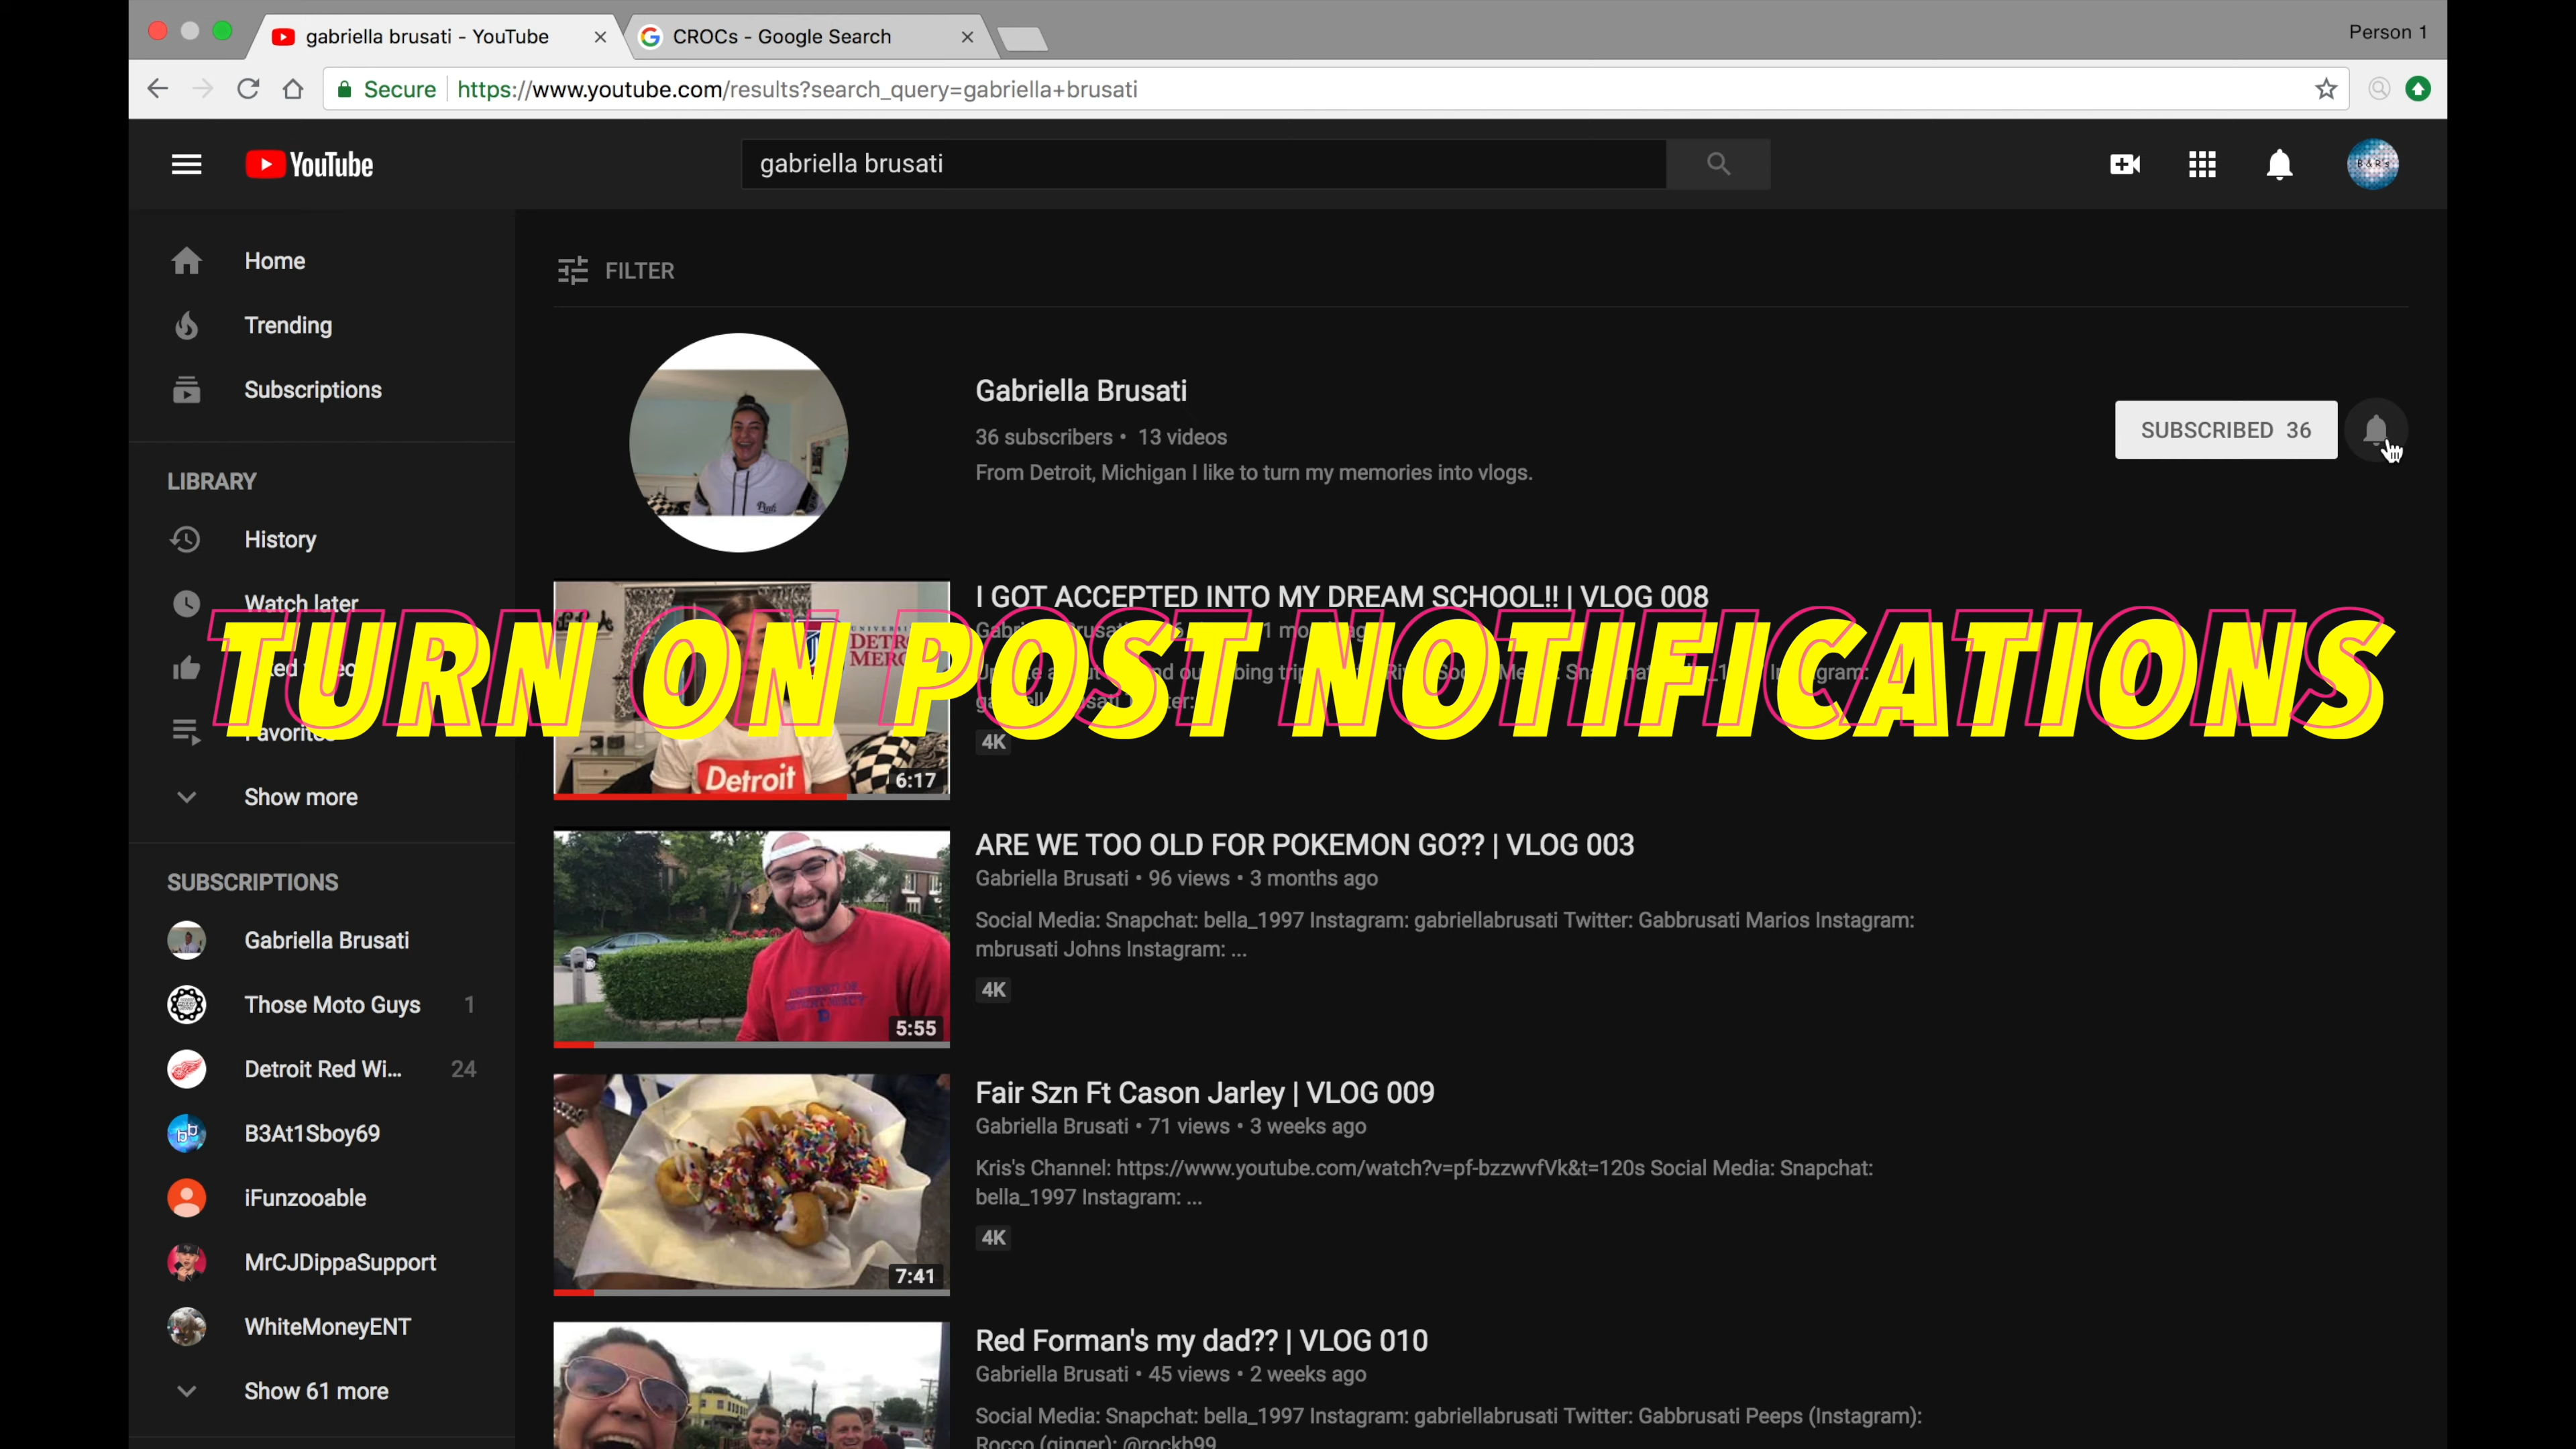 gabriella brusati - YouTube
CROCs - Google Search
Person 1
Secure
https://www.youtube.com/results?search_query=gabriella+brusati
YouTube
gabriella brusati
B & R's
Home
Trending
Subscriptions
LIBRARY
History
Watch later
Show more
SUBSCRIPTIONS
Gabriella Brusati
Those Moto Guys 1
Detroit Red Wi... 24
B3At1Sboy69
iFunzooable
MrCJDippaSupport
WhiteMoneyENT
Show 61 more
FILTER
Gabriella Brusati
36 subscribers • 13 videos
From Detroit, Michigan I like to turn my memories into vlogs.
SUBSCRIBED 36
I GOT ACCEPTED INTO MY DREAM SCHOOL!! | VLOG 008
TURN ON POST NOTIFICATIONS
4K
Detroit
6:17
ARE WE TOO OLD FOR POKEMON GO?? | VLOG 003
Gabriella Brusati • 96 views • 3 months ago
Social Media: Snapchat: bella_1997 Instagram: gabriellabrusati Twitter: Gabbrusati Marios Instagram:
mbrusati Johns Instagram: ...
4K
5:55
Fair Szn Ft Cason Jarley | VLOG 009
Gabriella Brusati • 71 views • 3 weeks ago
Kris's Channel: https://www.youtube.com/watch?v=pf-bzzwvfVk&t=120s Social Media: Snapchat:
bella_1997 Instagram: ...
4K
7:41
Red Forman's my dad?? | VLOG 010
Gabriella Brusati • 45 views • 2 weeks ago
Social Media: Snapchat: bella_1997 Instagram: gabriellabrusati Twitter: Gabbrusati Peeps (Instagram):
Rocco (ginger): @rockb99